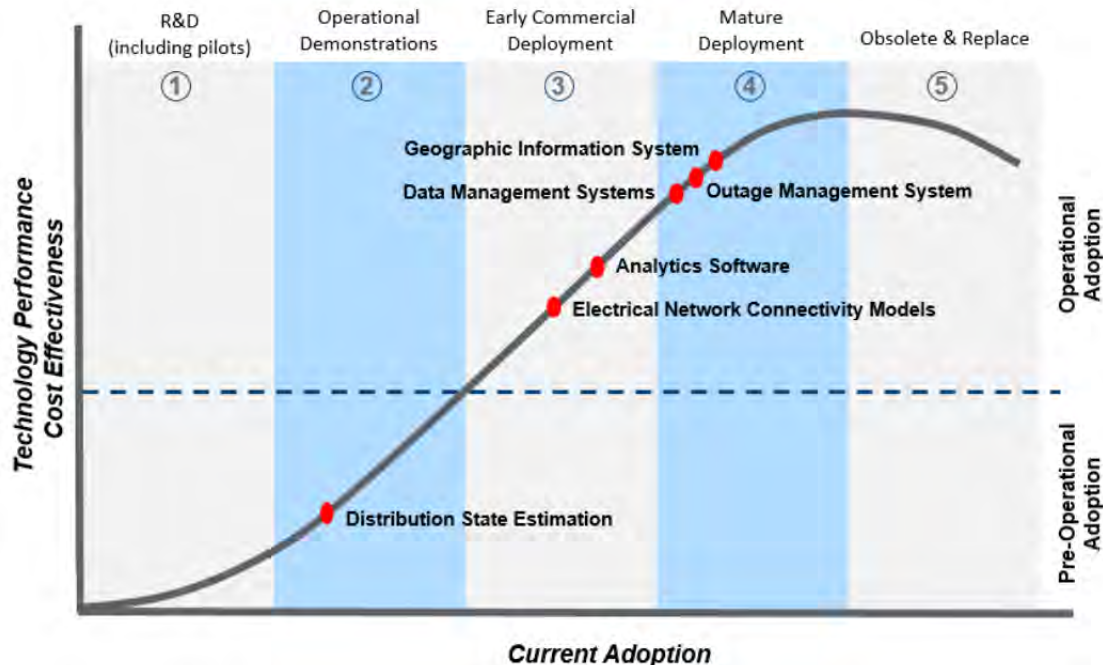 R&D
(including pilots)
Operational
Demonstrations
Early Commercial
Deployment
Mature
Deployment
Obsolete & Replace
1
2
3
4
5
Geographic Information System
Data Management Systems
Outage Management System
Analytics Software
Electrical Network Connectivity Models
Distribution State Estimation
Technology Performance
Cost Effectiveness
Operational
Adoption
Pre-Operational
Adoption
Current Adoption